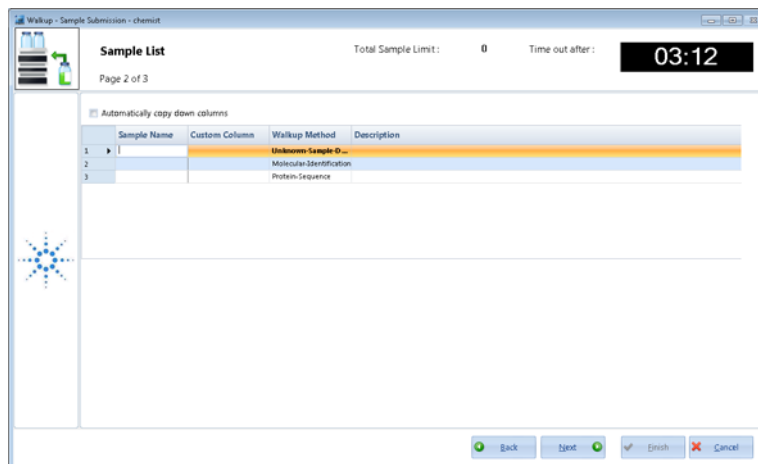 Walkup - Sample Submission - chemist
Sample List
Total Sample Limit : 0 Time out after : 03:12
Page 2 of 3
Automatically copy down columns
Sample Name Custom Column Walkup Method Description
1 Unknown-Sample-D...
2 Molecular-Identification
3 Protein-Sequence
Back Next Finish Cancel